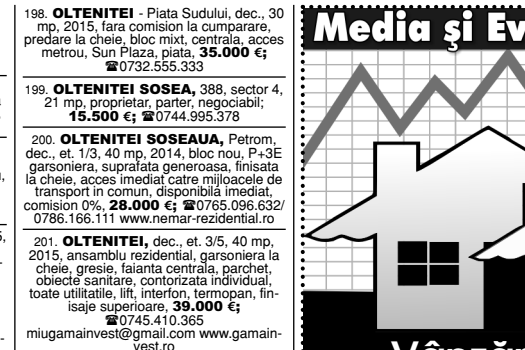 198. OLTENITEI - Piata Sudului, dec., 30
mp, 2015, fara comision la cumparare,
predare la cheie, bloc mixt, centrala, acces
metrou, Sun Plaza, piata, 35.000 €;
☎0732.555.333
199. OLTENITEI SOSEA, 388, sector 4,
21 mp, proprietar, parter, negociabil;
15.500 €; ☎0744.995.378
200. OLTENITEI SOSEAUA, Petrom,
dec., et. 1/3, 40 mp, 2014, bloc nou, P+3E
garsoniera, suprafata generoasa, finisata
la cheie, acces imediat catre mijloacele de
transport in comun, disponibilă imediat,
comision 0%, 28.000 €; ☎0765.096.632/
0786.166.111 www.nemar-rezidential.ro
201. OLTENITEI, dec., et. 3/5, 40 mp,
2015, ansamblu rezidential, garsoniera la
cheie, gresie, faianta centrala, parchet,
obiecte sanitare, contorizata individual,
toate utilitatile, lift, interfon, termopan, fin-
isaje superioare, 39.000 €;
☎0745.410.365
miugamainvest@gmail.com www.gamain-
vest.ro
Media și Ev